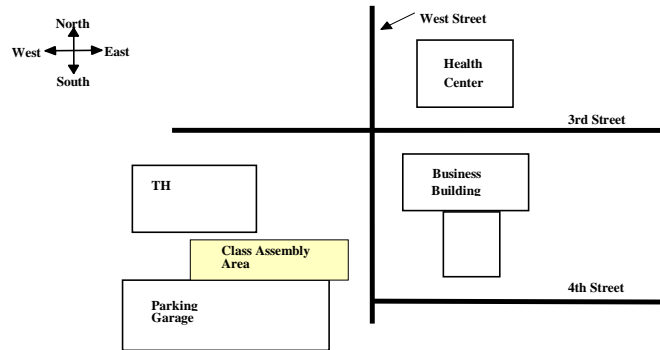 North
West East
South
West Street
Health
Center
3rd Street
TH
Business
Building
Class Assembly
Area
4th Street
Parking
Garage